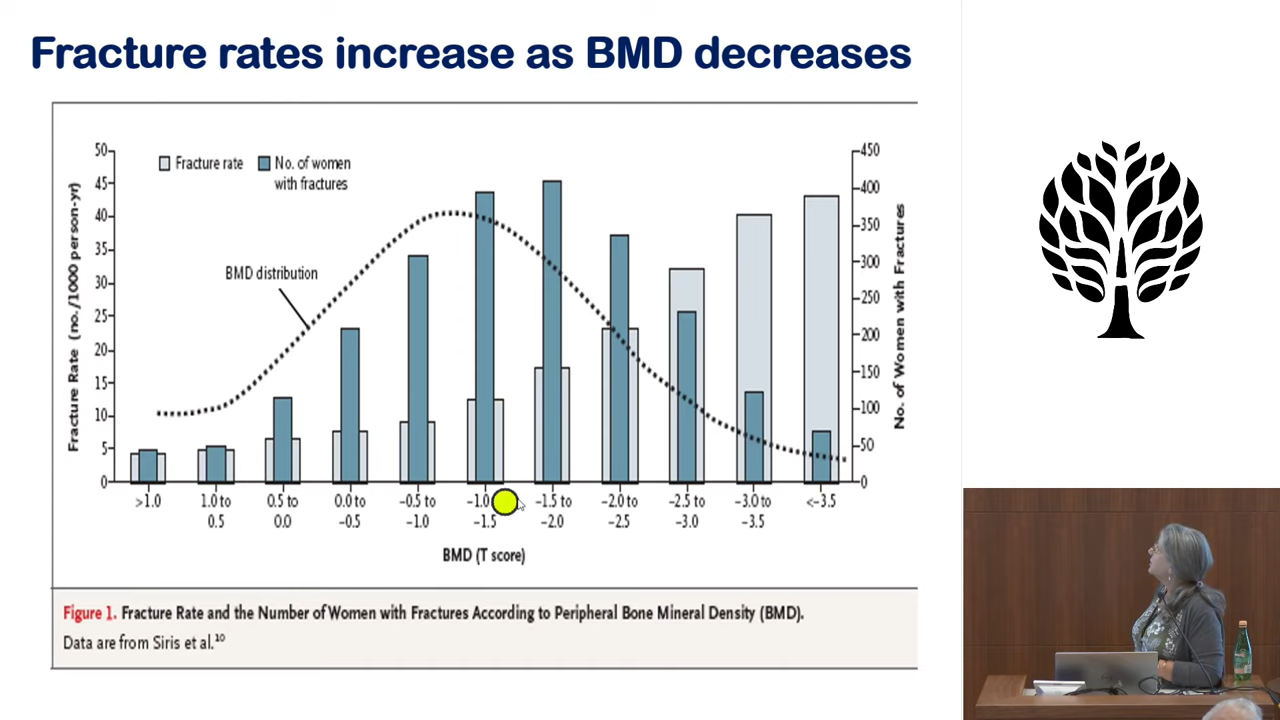 Fracture rates increase as BMD decreases
Fracture rate
No. of women
with fractures
BMD distribution
Fracture Rate (no./1000 person-yr)
50
45
40
35
30
25
20
15
10
5
0
450
400
350
300
250
200
150
100
50
0
No. of Women with Fractures
>1.0
1.0 to
0.5
0.5 to
0.0
0.0 to
–0.5
–0.5 to
–1.0
–1.0
–1.5
–1.5 to
–2.0
–2.0 to
–2.5
–2.5 to
–3.0
–3.0 to
–3.5
<–3.5
BMD (T score)
Figure 1. Fracture Rate and the Number of Women with Fractures According to Peripheral Bone Mineral Density (BMD).
Data are from Siris et al.¹⁰